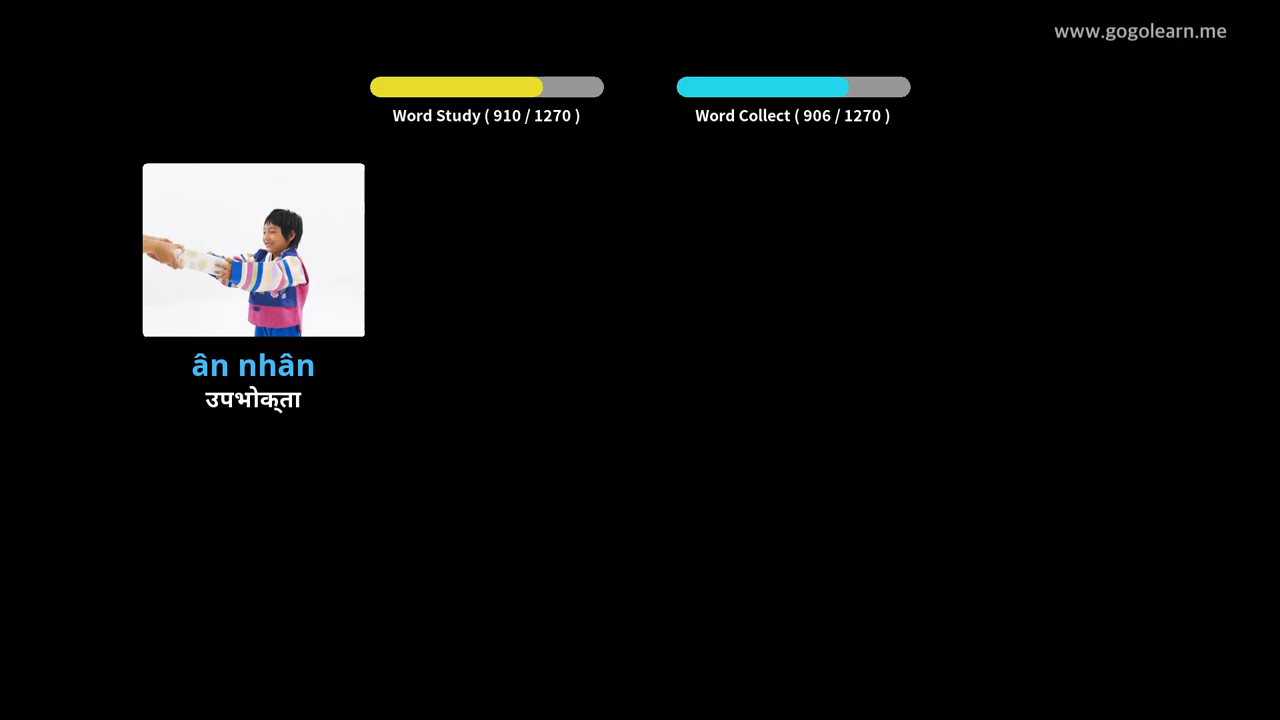 www.gogolearn.me
Word Study ( 910 / 1270 )
Word Collect ( 906 / 1270 )
ân nhân
उपभोक्ता